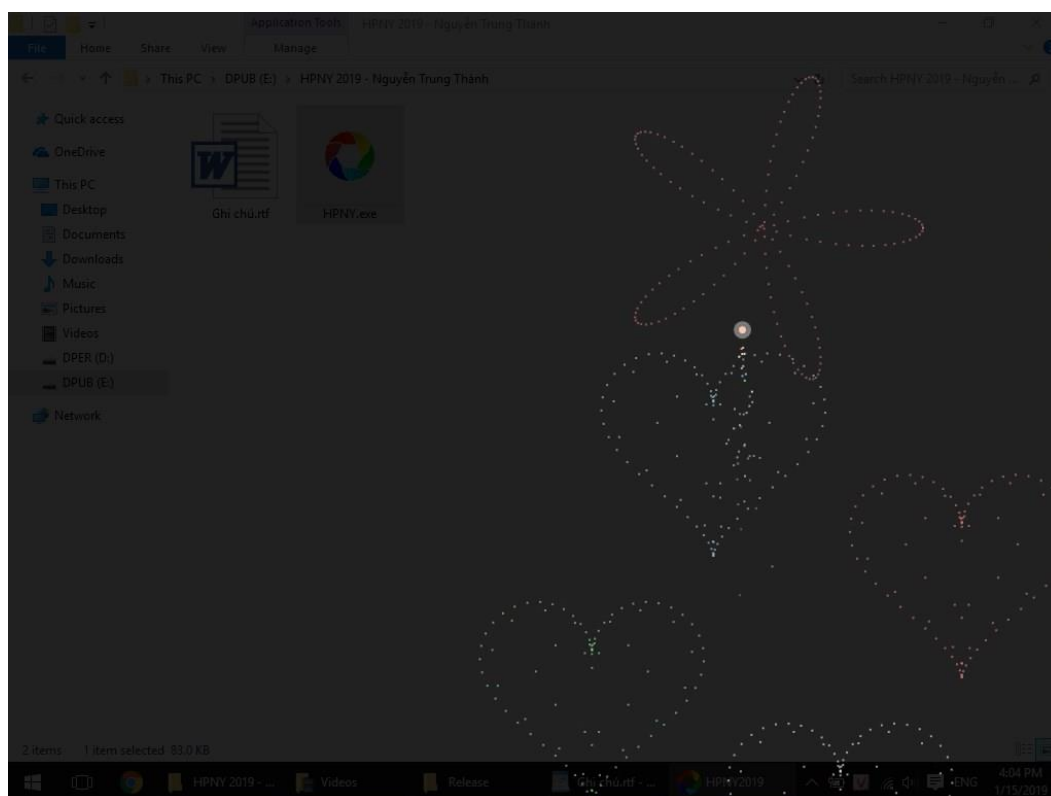 Application Tools HPNY 2019 - Nguyễn Trung Thành
File Home Share View Manage
This PC > DPUB (E:) > HPNY 2019 - Nguyễn Trung Thành
Search HPNY 2019 - Nguyễn ...
Quick access
OneDrive
This PC
Desktop
Documents
Downloads
Music
Pictures
Videos
DPER (D:)
DPUB (E:)
Network
Ghi chú.rtf
HPNY.exe
2 items 1 item selected 83.0 KB
HPNY 2019 - ... Videos Release Ghi chú.rtf - ... HPNY2019 V ENG 4:04 PM
1/15/2019